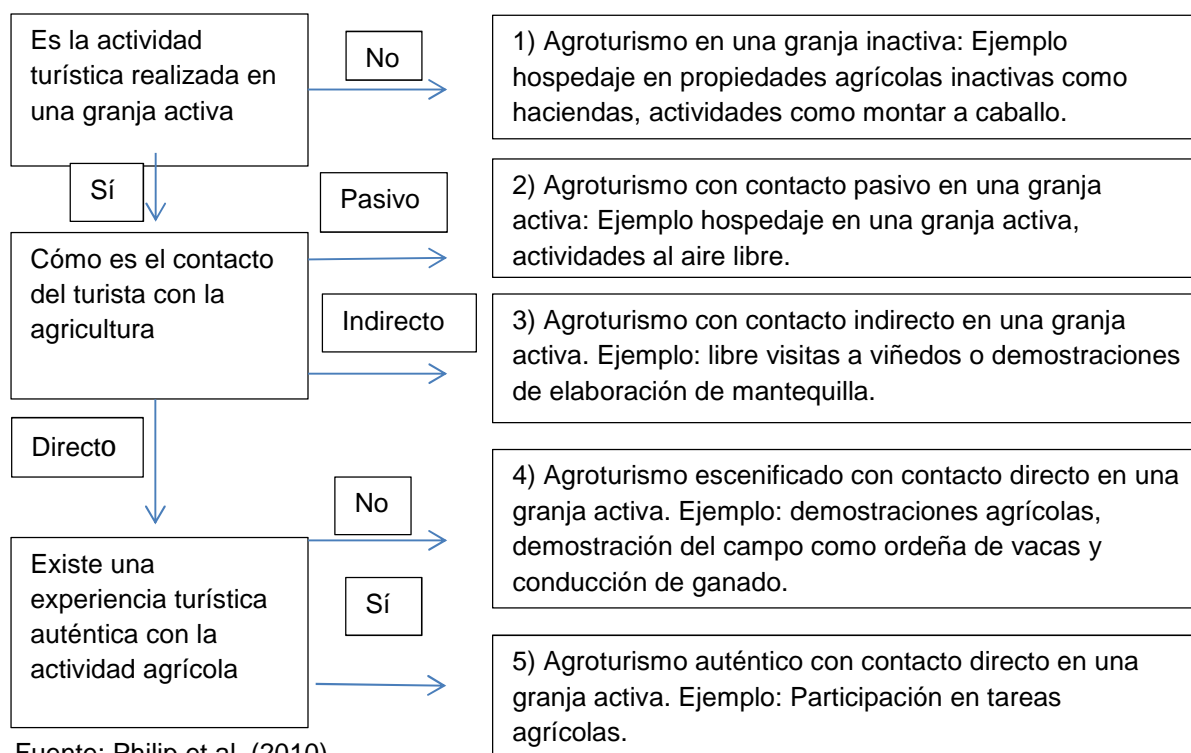 Es la actividad
turística realizada en
una granja activa
No
1) Agroturismo en una granja inactiva: Ejemplo
hospedaje en propiedades agrícolas inactivas como
haciendas, actividades como montar a caballo.
Sí
Pasivo
2) Agroturismo con contacto pasivo en una granja
activa: Ejemplo hospedaje en una granja activa,
actividades al aire libre.
Cómo es el contacto
del turista con la
agricultura
Indirecto
3) Agroturismo con contacto indirecto en una granja
activa. Ejemplo: libre visitas a viñedos o demostraciones
de elaboración de mantequilla.
Directo
No
4) Agroturismo escenificado con contacto directo en una
granja activa. Ejemplo: demostraciones agrícolas,
demostración del campo como ordeña de vacas y
conducción de ganado.
Existe una
experiencia turística
auténtica con la
actividad agrícola
Sí
5) Agroturismo auténtico con contacto directo en una
granja activa. Ejemplo: Participación en tareas
agrícolas.
Fuente: Philip et al. (2010)